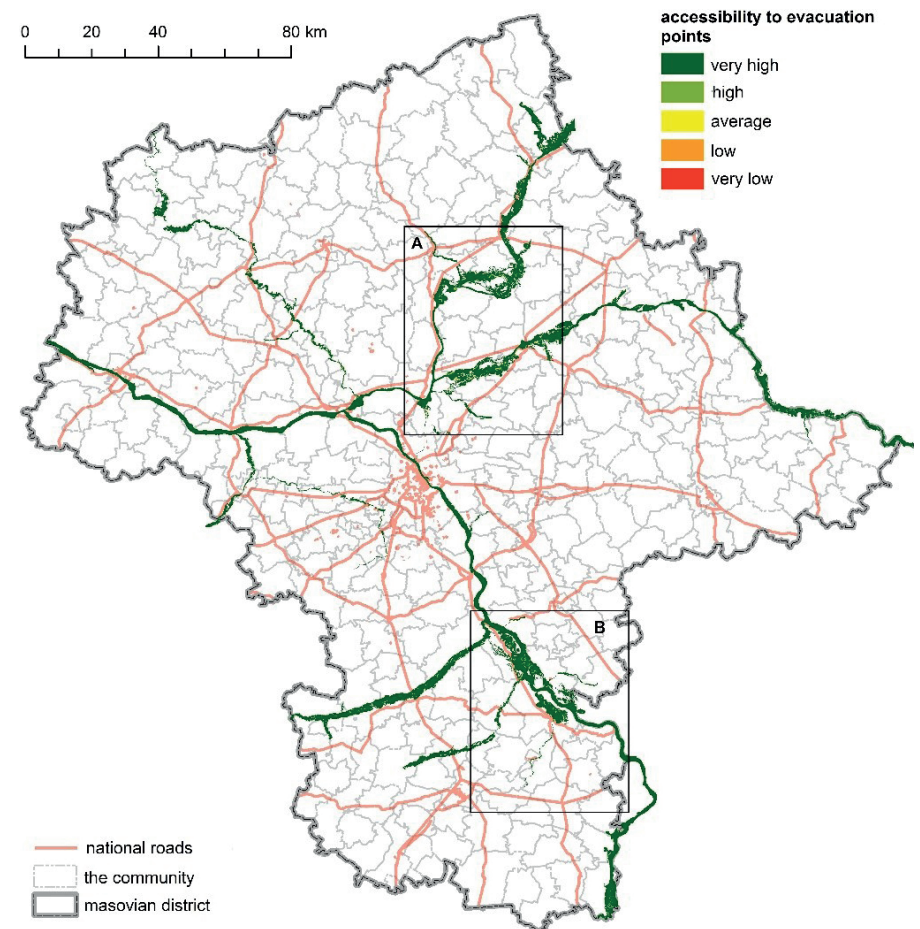 accessibility to evacuation
points
0 20 40 60 80 km
very high
high
average
low
very low
A
B
national roads
the community
masovian district